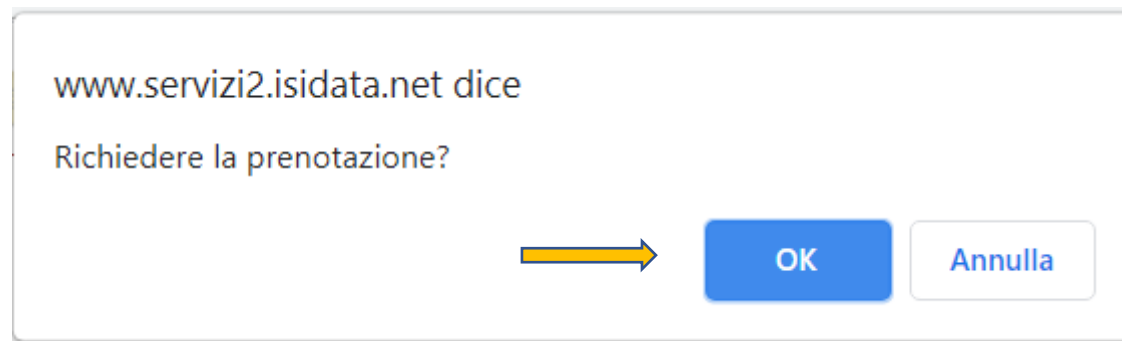 www.servizi2.isidata.net dice
Richiedere la prenotazione?
OK Annulla